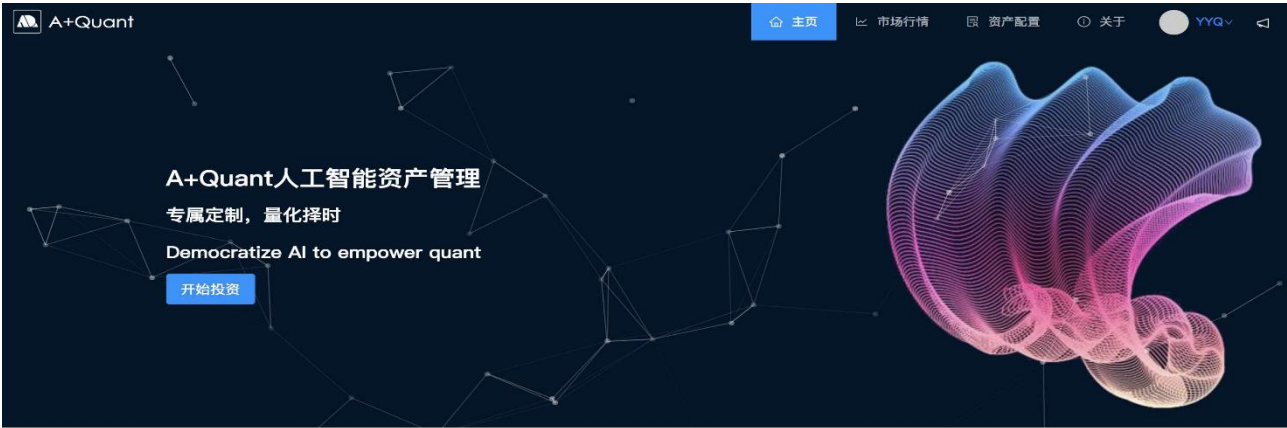 A+Quant
主页
市场行情
资产配置
关于
YYQ
A+Quant人工智能资产管理
专属定制，量化择时
Democratize AI to empower quant
开始投资